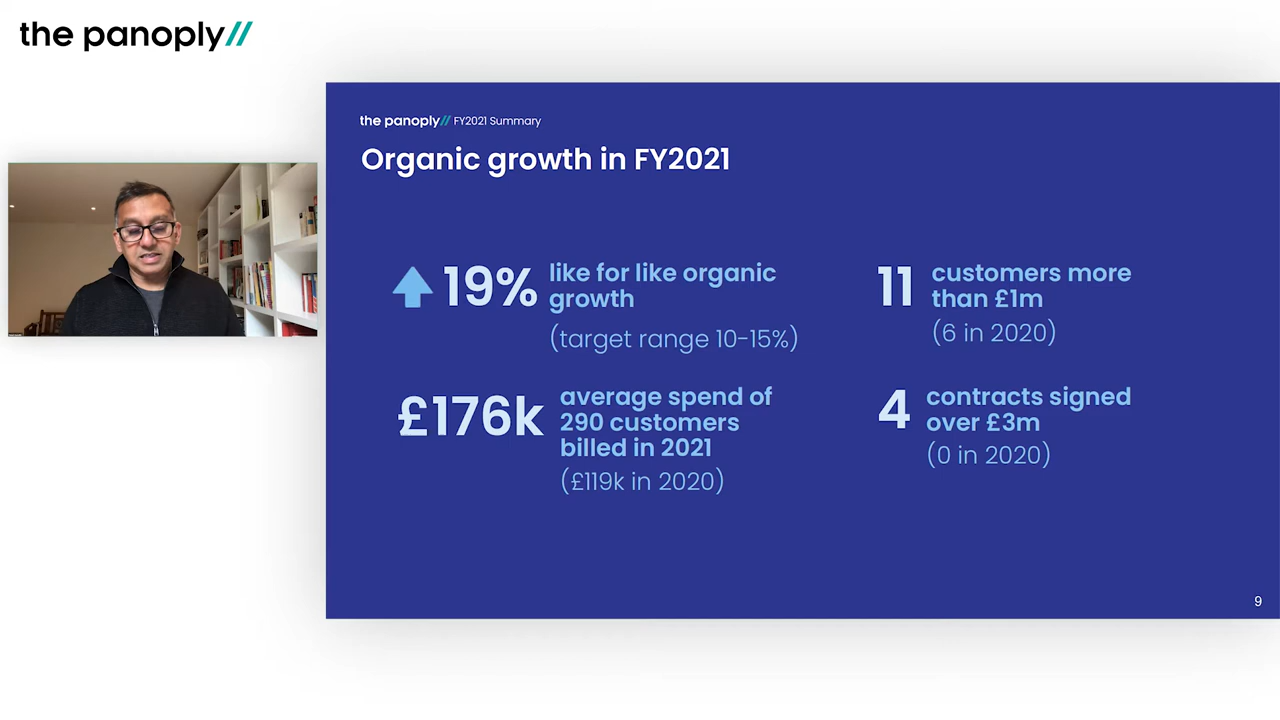 the panoply//
the panoply// FY2021 Summary
Organic growth in FY2021
19%
like for like organic
growth
(target range 10-15%)
11
customers more
than £1m
(6 in 2020)
£176k
average spend of
290 customers
billed in 2021
(£119k in 2020)
4
contracts signed
over £3m
(0 in 2020)
9